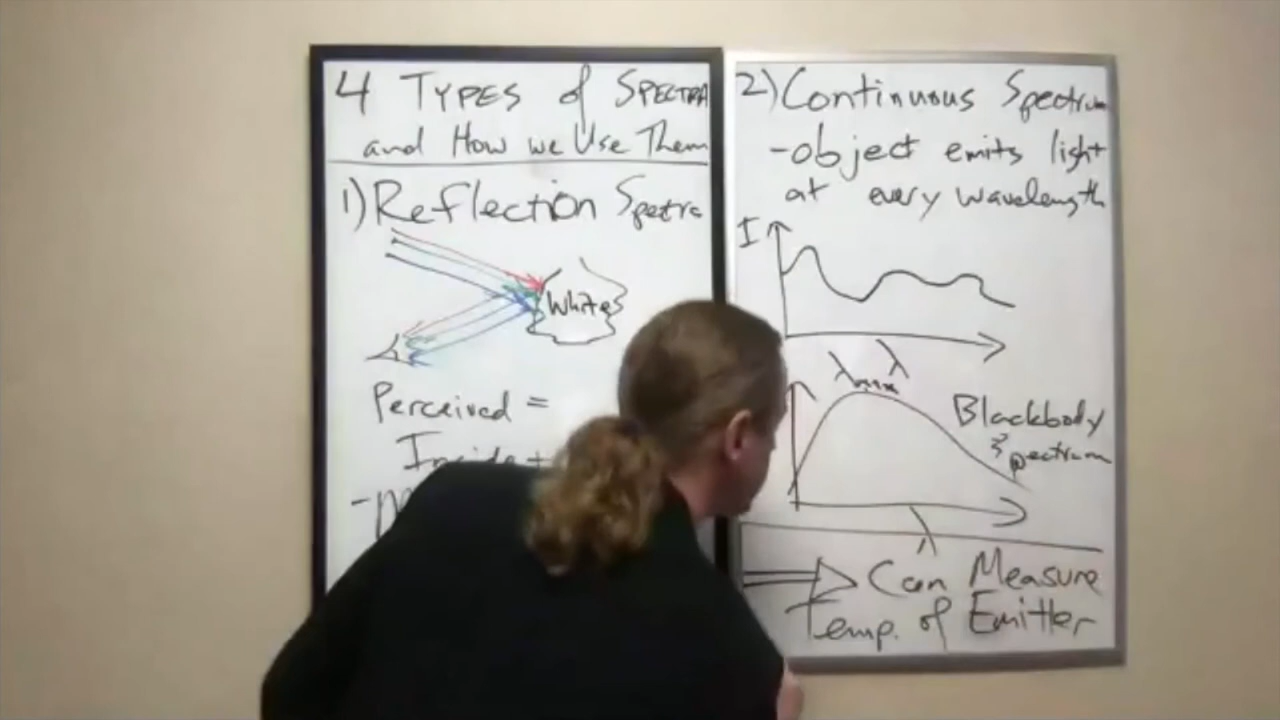 4 TYPES of SPECTRA
and How we Use Them
1) Reflection Spetra
White
Perceived =
2) Continuous Spectrum
-object emits light
at every wavelength
I
λ
λmax
Blackbody
Spectrum
λ
Can Measure
Temp. of Emitter